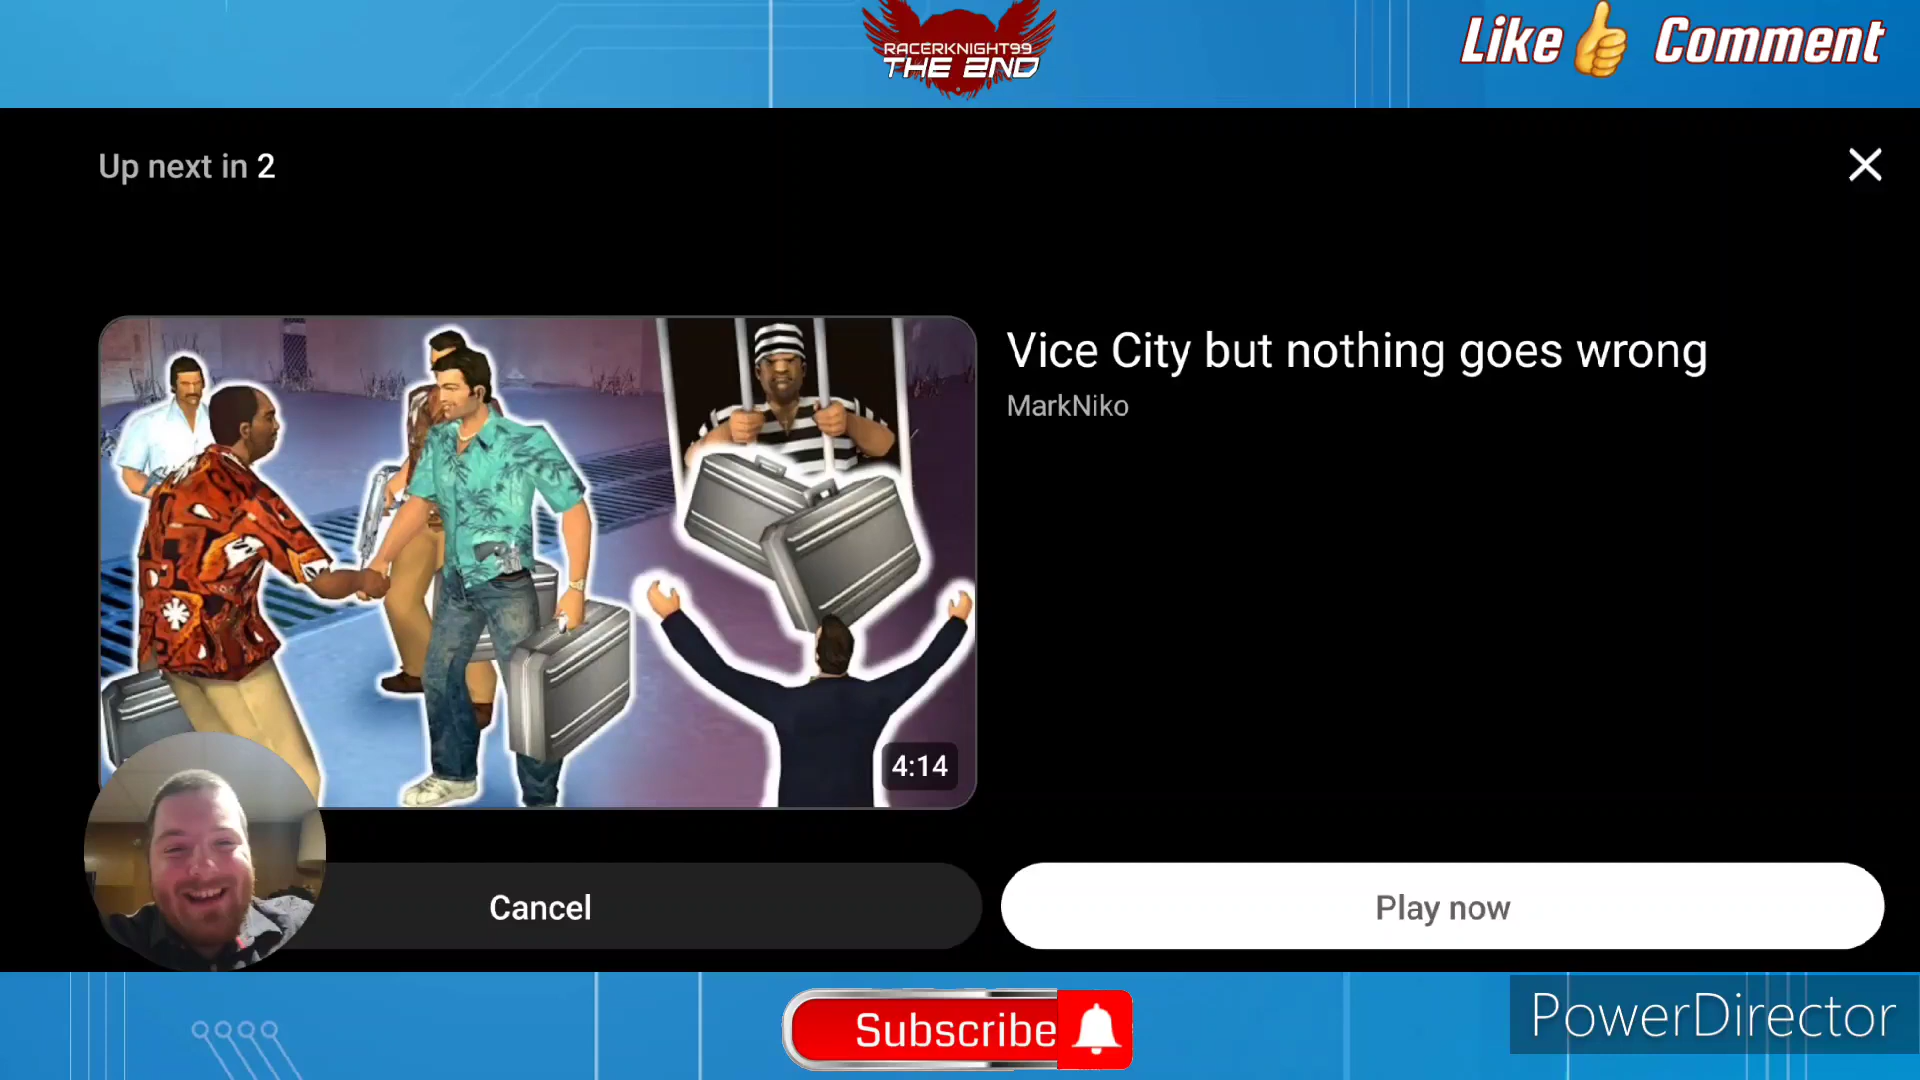 RACERKNIGHT99
THE 2ND
Like Comment
Up next in 2
Vice City but nothing goes wrong
MarkNiko
4:14
Cancel
Play now
Subscribe
PowerDirector